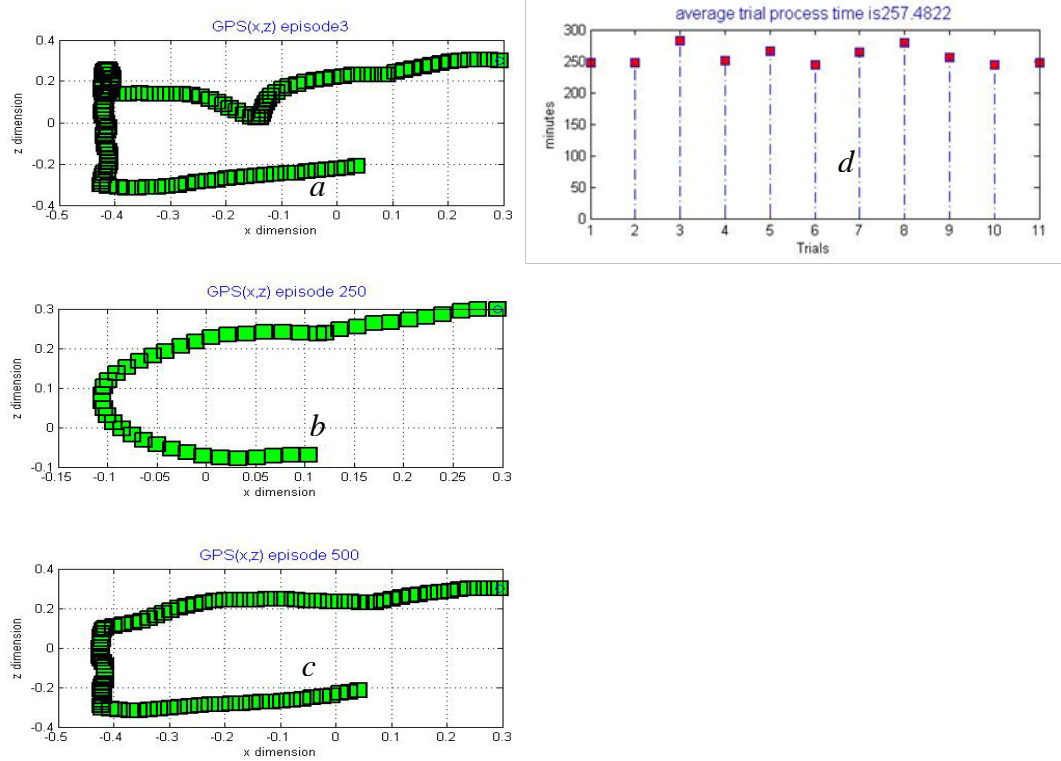 GPS(x,z) episode3
0.4
0.2
0
-0.2
-0.4
z dimension
-0.5 -0.4 -0.3 -0.2 -0.1 0 0.1 0.2 0.3
x dimension
a
average trial process time is257.4822
300
250
200
150
100
50
0
minutes
1 2 3 4 5 6 7 8 9 10 11
Trials
d
GPS(x,z) episode 250
0.3
0.2
0.1
0
-0.1
z dimension
-0.15 -0.1 -0.05 0 0.05 0.1 0.15 0.2 0.25 0.3
x dimension
b
GPS(x,z) episode 500
0.4
0.2
0
-0.2
-0.4
z dimension
-0.5 -0.4 -0.3 -0.2 -0.1 0 0.1 0.2 0.3
x dimension
c